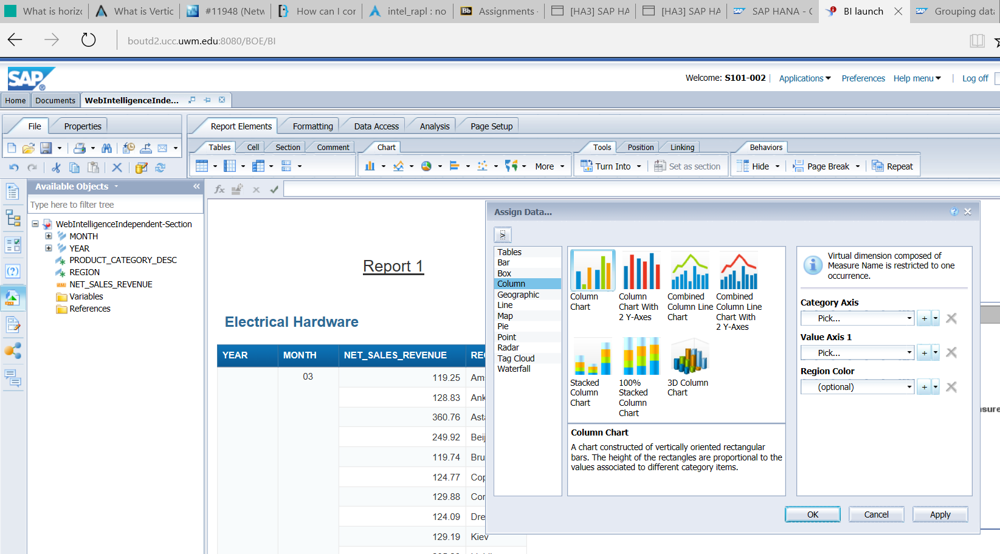 What is horiz
What is Vertic
#11948 (Netw
How can I cor
intel_rapl : no
Bb
Assignments -
[HA3] SAP HA
[HA3] SAP HA
SAP HANA - C
BI launch
Grouping data
boutd2.ucc.uwm.edu:8080/BOE/BI
SAP
Welcome: S101-002
Applications
Preferences
Help menu
Log off
Home
Documents
WebIntelligenceInde...
File
Properties
Report Elements
Formatting
Data Access
Analysis
Page Setup
Tables
Cell
Section
Comment
Chart
Tools
Position
Linking
Behaviors
More
Turn Into
Set as section
Hide
Page Break
Repeat
Available Objects
Type here to filter tree
WebIntelligenceIndependent-Section
MONTH
YEAR
PRODUCT_CATEGORY_DESC
REGION
NET_SALES_REVENUE
Variables
References
Report 1
Electrical Hardware
YEAR MONTH NET_SALES_REVENUE RE
03 119.25 Am
128.83 Ank
360.76 Asta
249.92 Beij
119.74 Bru
124.77 Cop
129.88 Cor
124.09 Dre
129.19 Kiev
Assign Data...
Tables
Bar
Box
Column
Geographic
Line
Map
Pie
Point
Radar
Tag Cloud
Waterfall
Column
Chart
Column
Chart With
2 Y-Axes
Combined
Column Line
Chart
Combined
Column Line
Chart With
2 Y-Axes
Stacked
Column
Chart
100%
Stacked
Column
Chart
3D Column
Chart
Column Chart
A chart constructed of vertically oriented rectangular
bars. The height of the rectangles are proportional to the
values associated to different category items.
Virtual dimension composed of
Measure Name is restricted to one
occurrence.
Category Axis
Pick...
Value Axis 1
Pick...
Region Color
(optional)
OK
Cancel
Apply